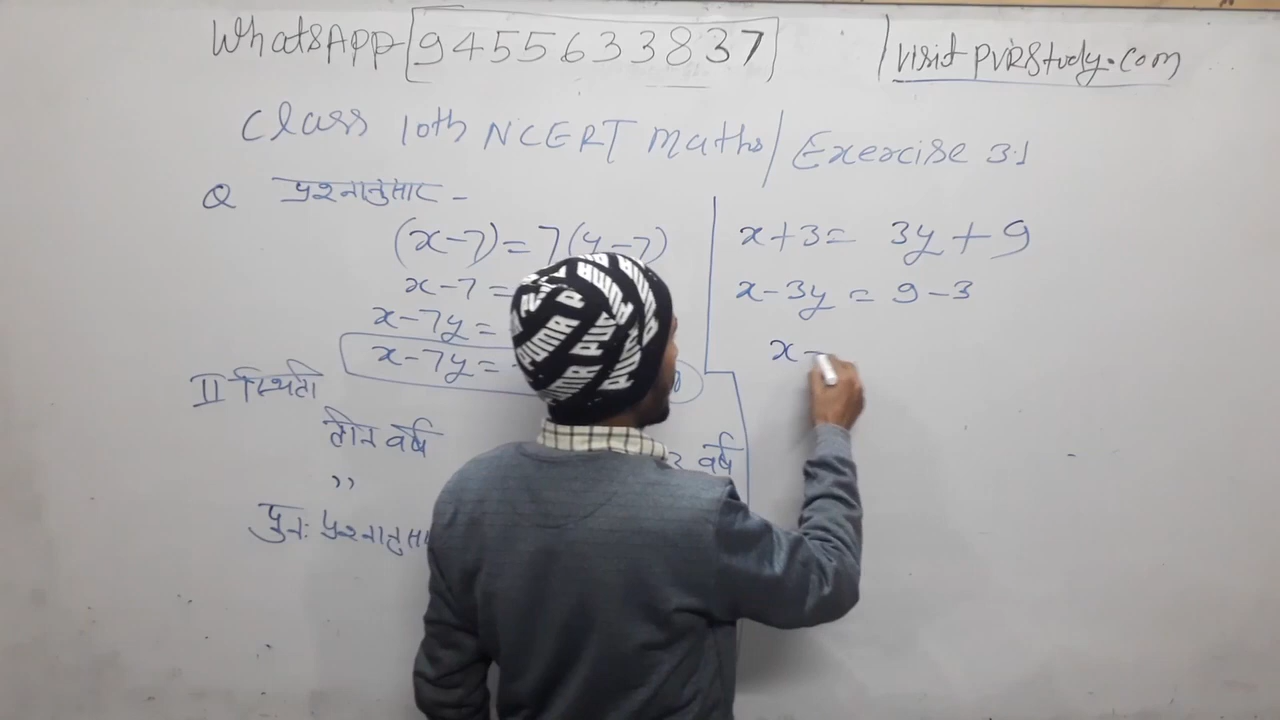 WhatsApp 9455633837
visit PVRStudy.com
Class 10th NCERT Maths / Exercise 3.1
Q प्रश्नानुसार -
(x-7) = 7(y-7)
x-7 =
x-7y =
x-7y =
II स्थिती
तीन वर्ष
वर्ष
,,
पुनः
x+3 = 3y+9
x-3y = 9-3
x-
PUMA